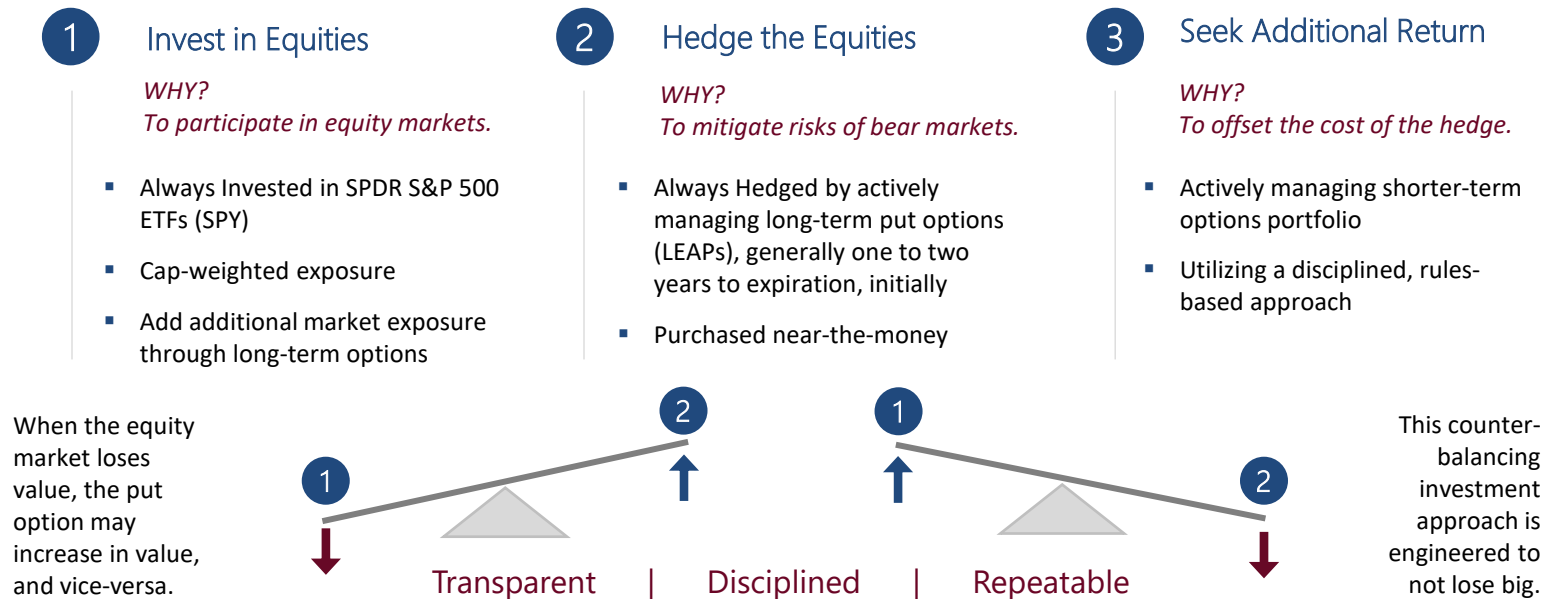 1
Invest in Equities
WHY?
To participate in equity markets.
▪ Always Invested in SPDR S&P 500
ETFs (SPY)
▪ Cap-weighted exposure
▪ Add additional market exposure
through long-term options
2
Hedge the Equities
WHY?
To mitigate risks of bear markets.
▪ Always Hedged by actively
managing long-term put options
(LEAPs), generally one to two
years to expiration, initially
▪ Purchased near-the-money
3
Seek Additional Return
WHY?
To offset the cost of the hedge.
▪ Actively managing shorter-term
options portfolio
▪ Utilizing a disciplined, rules-
based approach
When the equity
market loses
value, the put
option may
increase in value,
and vice-versa.
1
2
1
2
This counter-
balancing
investment
approach is
engineered to
not lose big.
Transparent | Disciplined | Repeatable